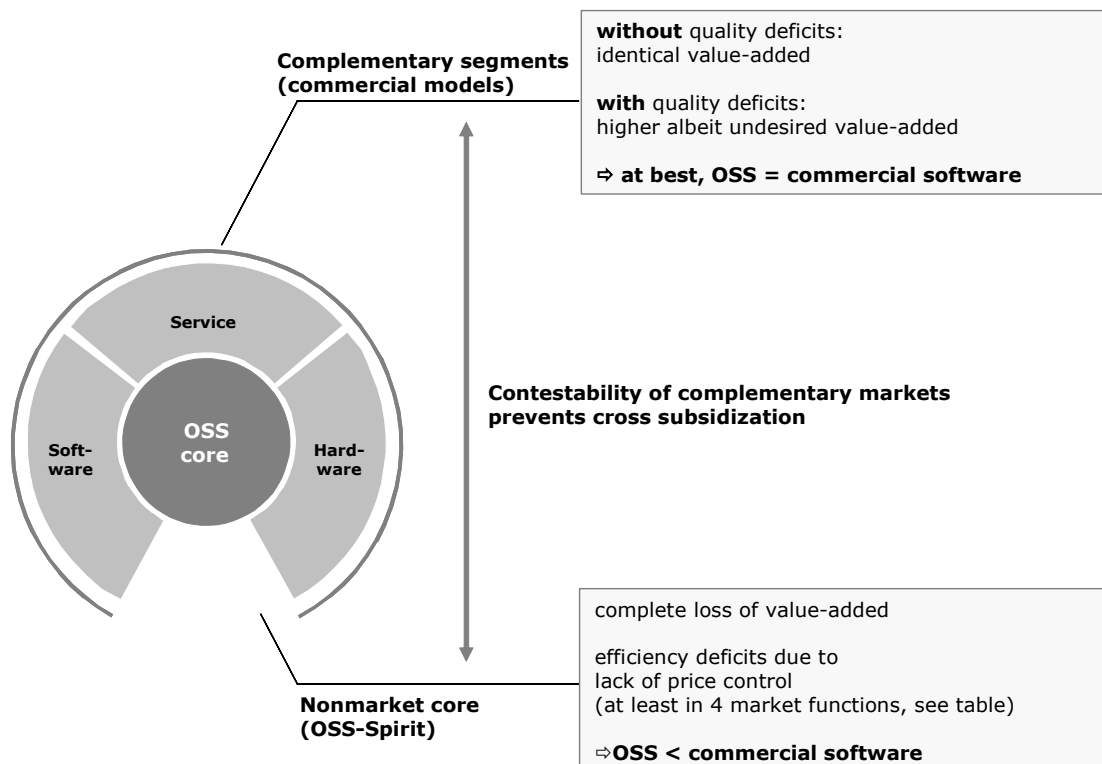 Complementary segments
(commercial models)
without quality deficits:
identical value-added
with quality deficits:
higher albeit undesired value-added
⇨ at best, OSS = commercial software
Service
Soft-
ware
OSS
core
Hard-
ware
Contestability of complementary markets
prevents cross subsidization
Nonmarket core
(OSS-Spirit)
complete loss of value-added
efficiency deficits due to
lack of price control
(at least in 4 market functions, see table)
⇨OSS < commercial software